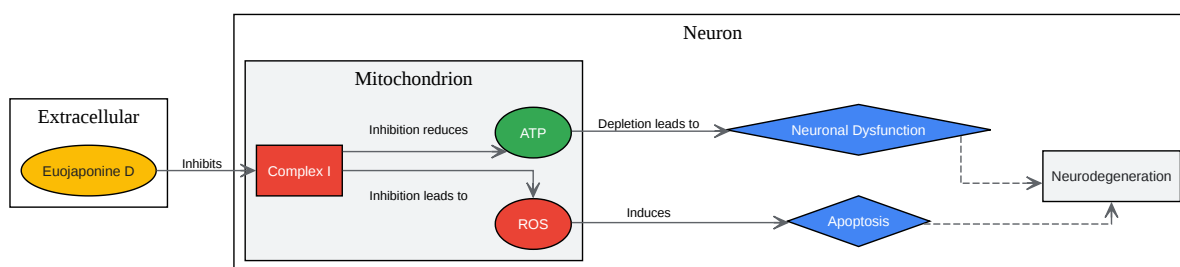 Neuron
Mitochondrion
Extracellular
Euojaponine D
Inhibits
Complex I
Inhibition reduces
Inhibition leads to
ATP
ROS
Depletion leads to
Induces
Neuronal Dysfunction
Apoptosis
Neurodegeneration